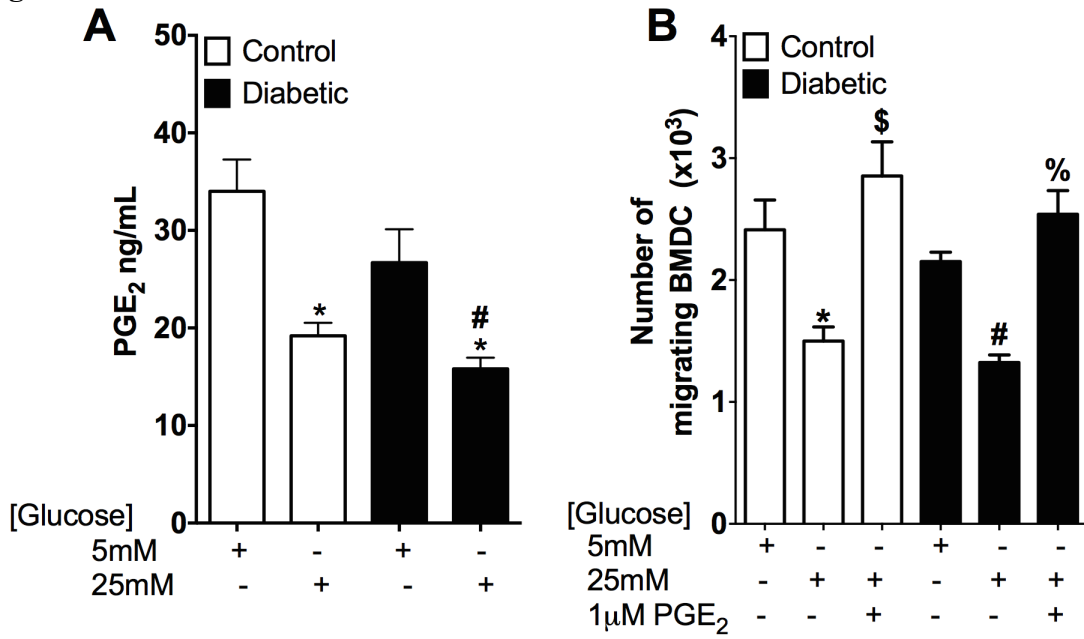 A
Control
Diabetic
PGE2 ng/mL
50
40
30
20
10
0
*
#
*
[Glucose]
5mM + - + -
25mM - + - +
B
Control
Diabetic
Number of
migrating BMDC (x10³)
4
3
2
1
0
*
$
#
%
[Glucose]
5mM + - - + - -
25mM - + + - + +
1μM PGE2 - - + - - +